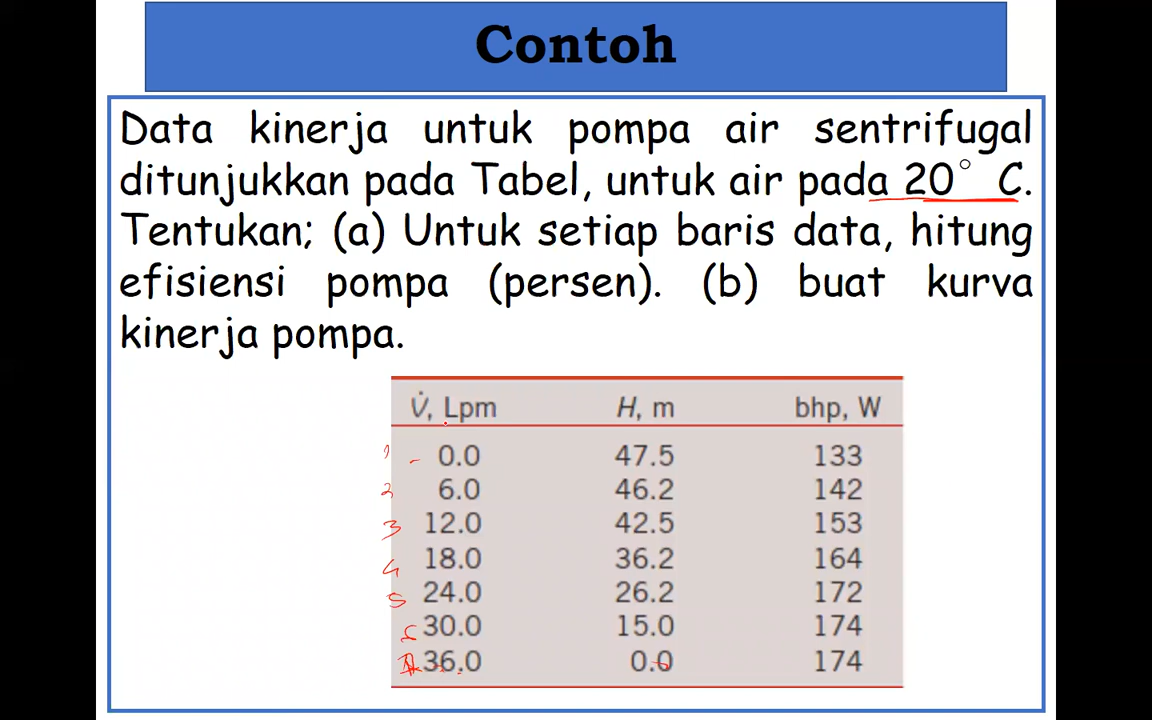 Contoh
Data kinerja untuk pompa air sentrifugal
ditunjukkan pada Tabel, untuk air pada 20° C.
Tentukan; (a) Untuk setiap baris data, hitung
efisiensi pompa (persen). (b) buat kurva
kinerja pompa.
V̇, Lpm H, m bhp, W
1 0.0 47.5 133
2 6.0 46.2 142
3 12.0 42.5 153
4 18.0 36.2 164
5 24.0 26.2 172
30.0 15.0 174
36.0 0.0 174